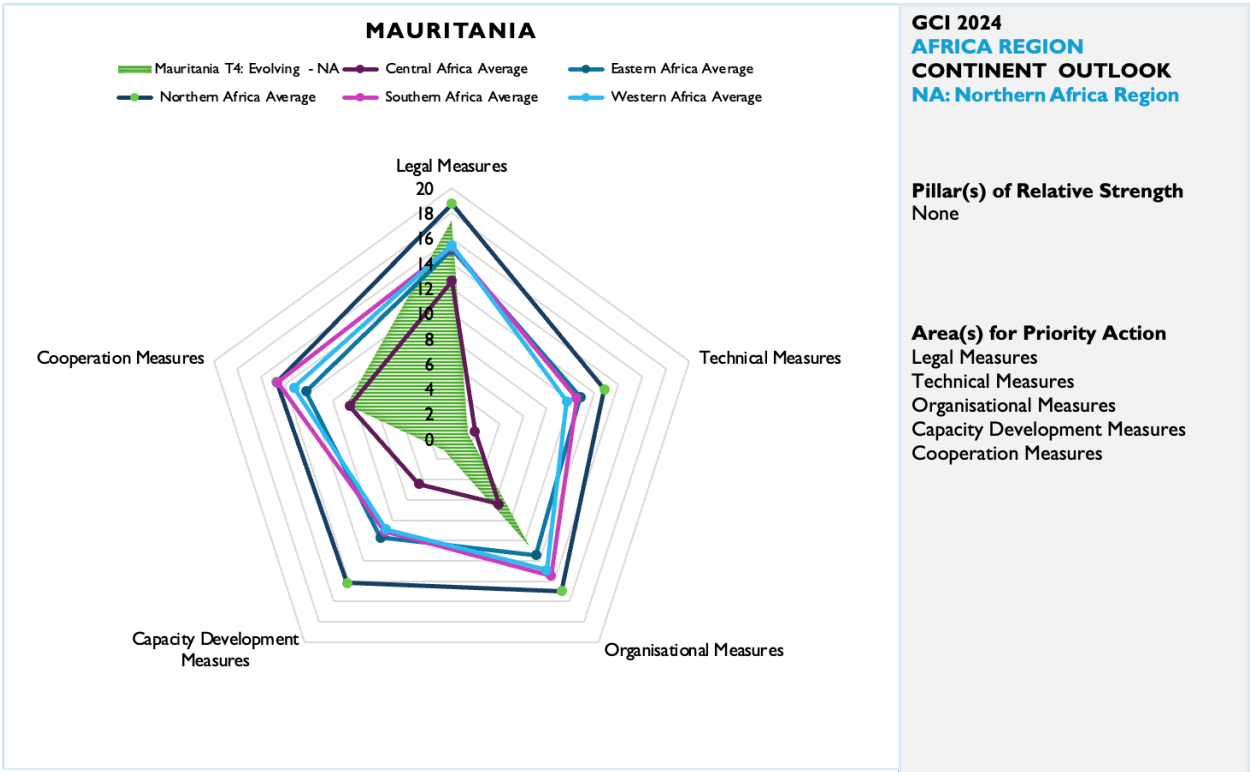 MAURITANIA
Mauritania T4: Evolving - NA
Central Africa Average
Eastern Africa Average
Northern Africa Average
Southern Africa Average
Western Africa Average
Legal Measures
20
18
16
14
12
10
8
6
4
2
0
Technical Measures
Organisational Measures
Capacity Development
Measures
Cooperation Measures
GCI 2024
AFRICA REGION
CONTINENT OUTLOOK
NA: Northern Africa Region
Pillar(s) of Relative Strength
None
Area(s) for Priority Action
Legal Measures
Technical Measures
Organisational Measures
Capacity Development Measures
Cooperation Measures